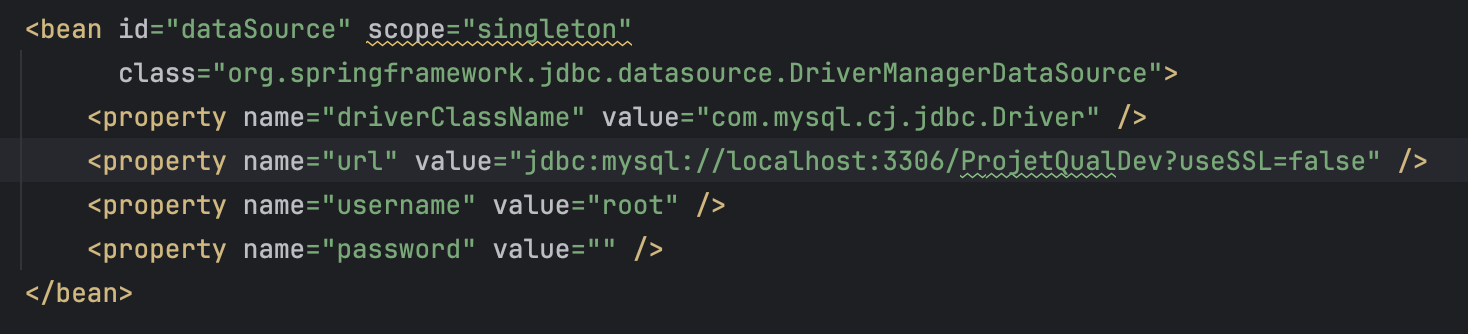 <bean id="dataSource" scope="singleton"
class="org.springframework.jdbc.datasource.DriverManagerDataSource">
<property name="driverClassName" value="com.mysql.cj.jdbc.Driver" />
<property name="url" value="jdbc:mysql://localhost:3306/ProjetQualDev?useSSL=false" />
<property name="username" value="root" />
<property name="password" value="" />
</bean>